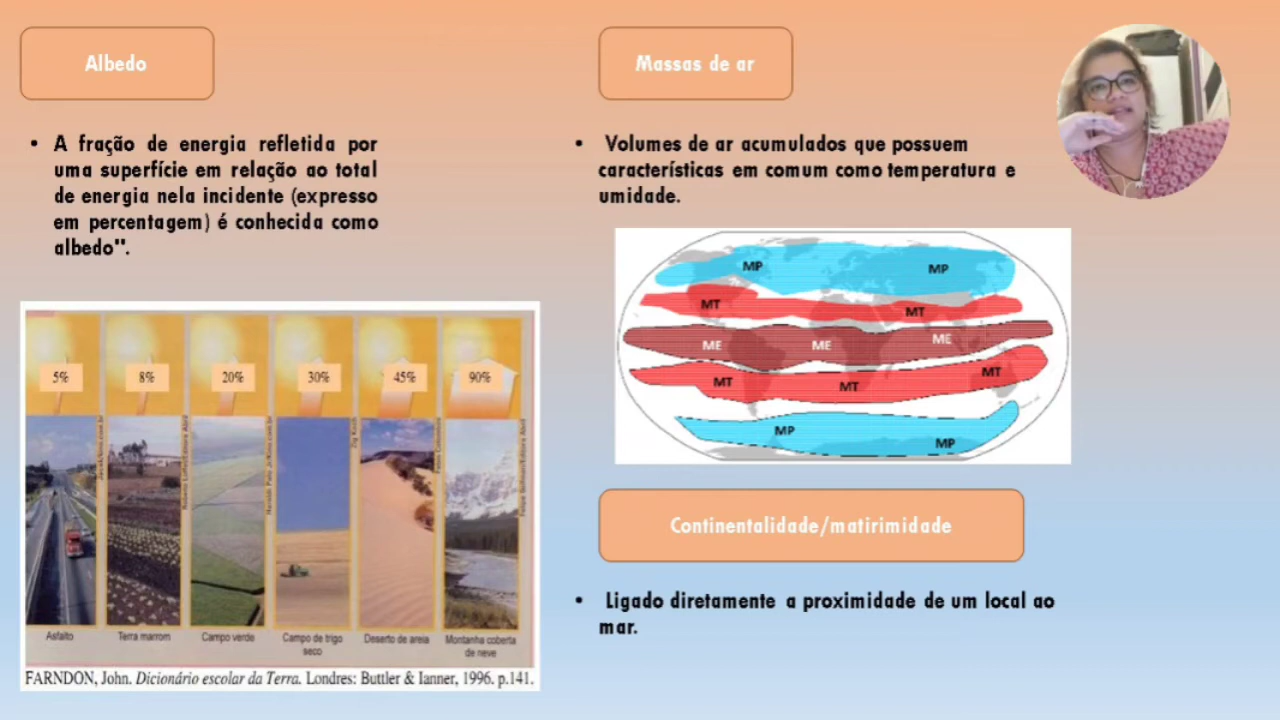 Albedo
• A fração de energia refletida por
uma superfície em relação ao total
de energia nela incidente (expresso
em percentagem) é conhecida como
albedo".
5% 8% 20% 30% 45% 90%
Asfalto Terra marrom Campo verde Campo de trigo Deserto de areia Montanha coberta
seco de neve
FARNDON, John. Dicionário escolar da Terra. Londres: Buttler & Ianner, 1996. p.141.
Massas de ar
• Volumes de ar acumulados que possuem
características em comum como temperatura e
umidade.
MP MP
MT MT
ME ME ME
MT MT MT
MP MP
Continentalidade/matirimidade
• Ligado diretamente a proximidade de um local ao
mar.